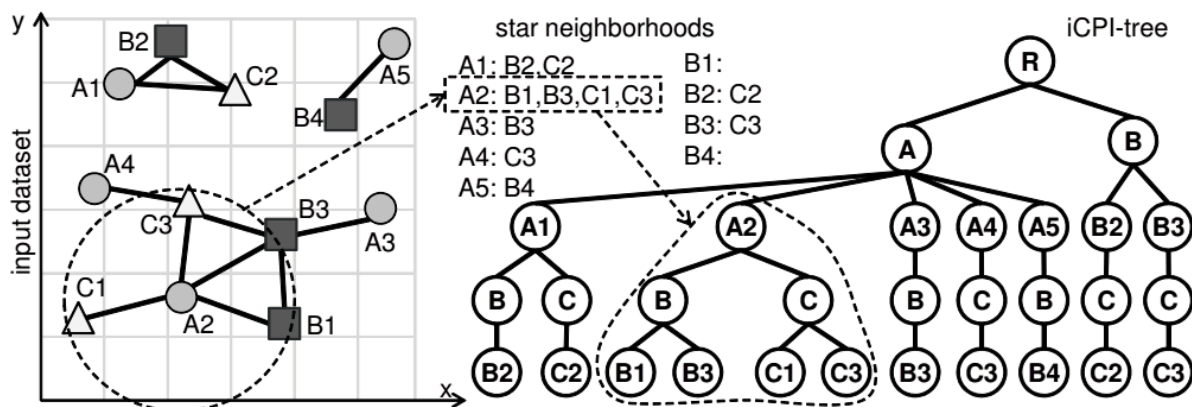 y
input dataset
x
B2
A1
C2
A5
B4
A4
C3
B3
A3
C1
A2
B1
star neighborhoods
A1: B2,C2
A2: B1,B3,C1,C3
A3: B3
A4: C3
A5: B4
B1:
B2: C2
B3: C3
B4:
iCPI-tree
R
A B
A1 A2 A3 A4 A5 B2 B3
B C B C B C B C C
B2 C2 B1 B3 C1 C3 B3 C3 B4 C2 C3